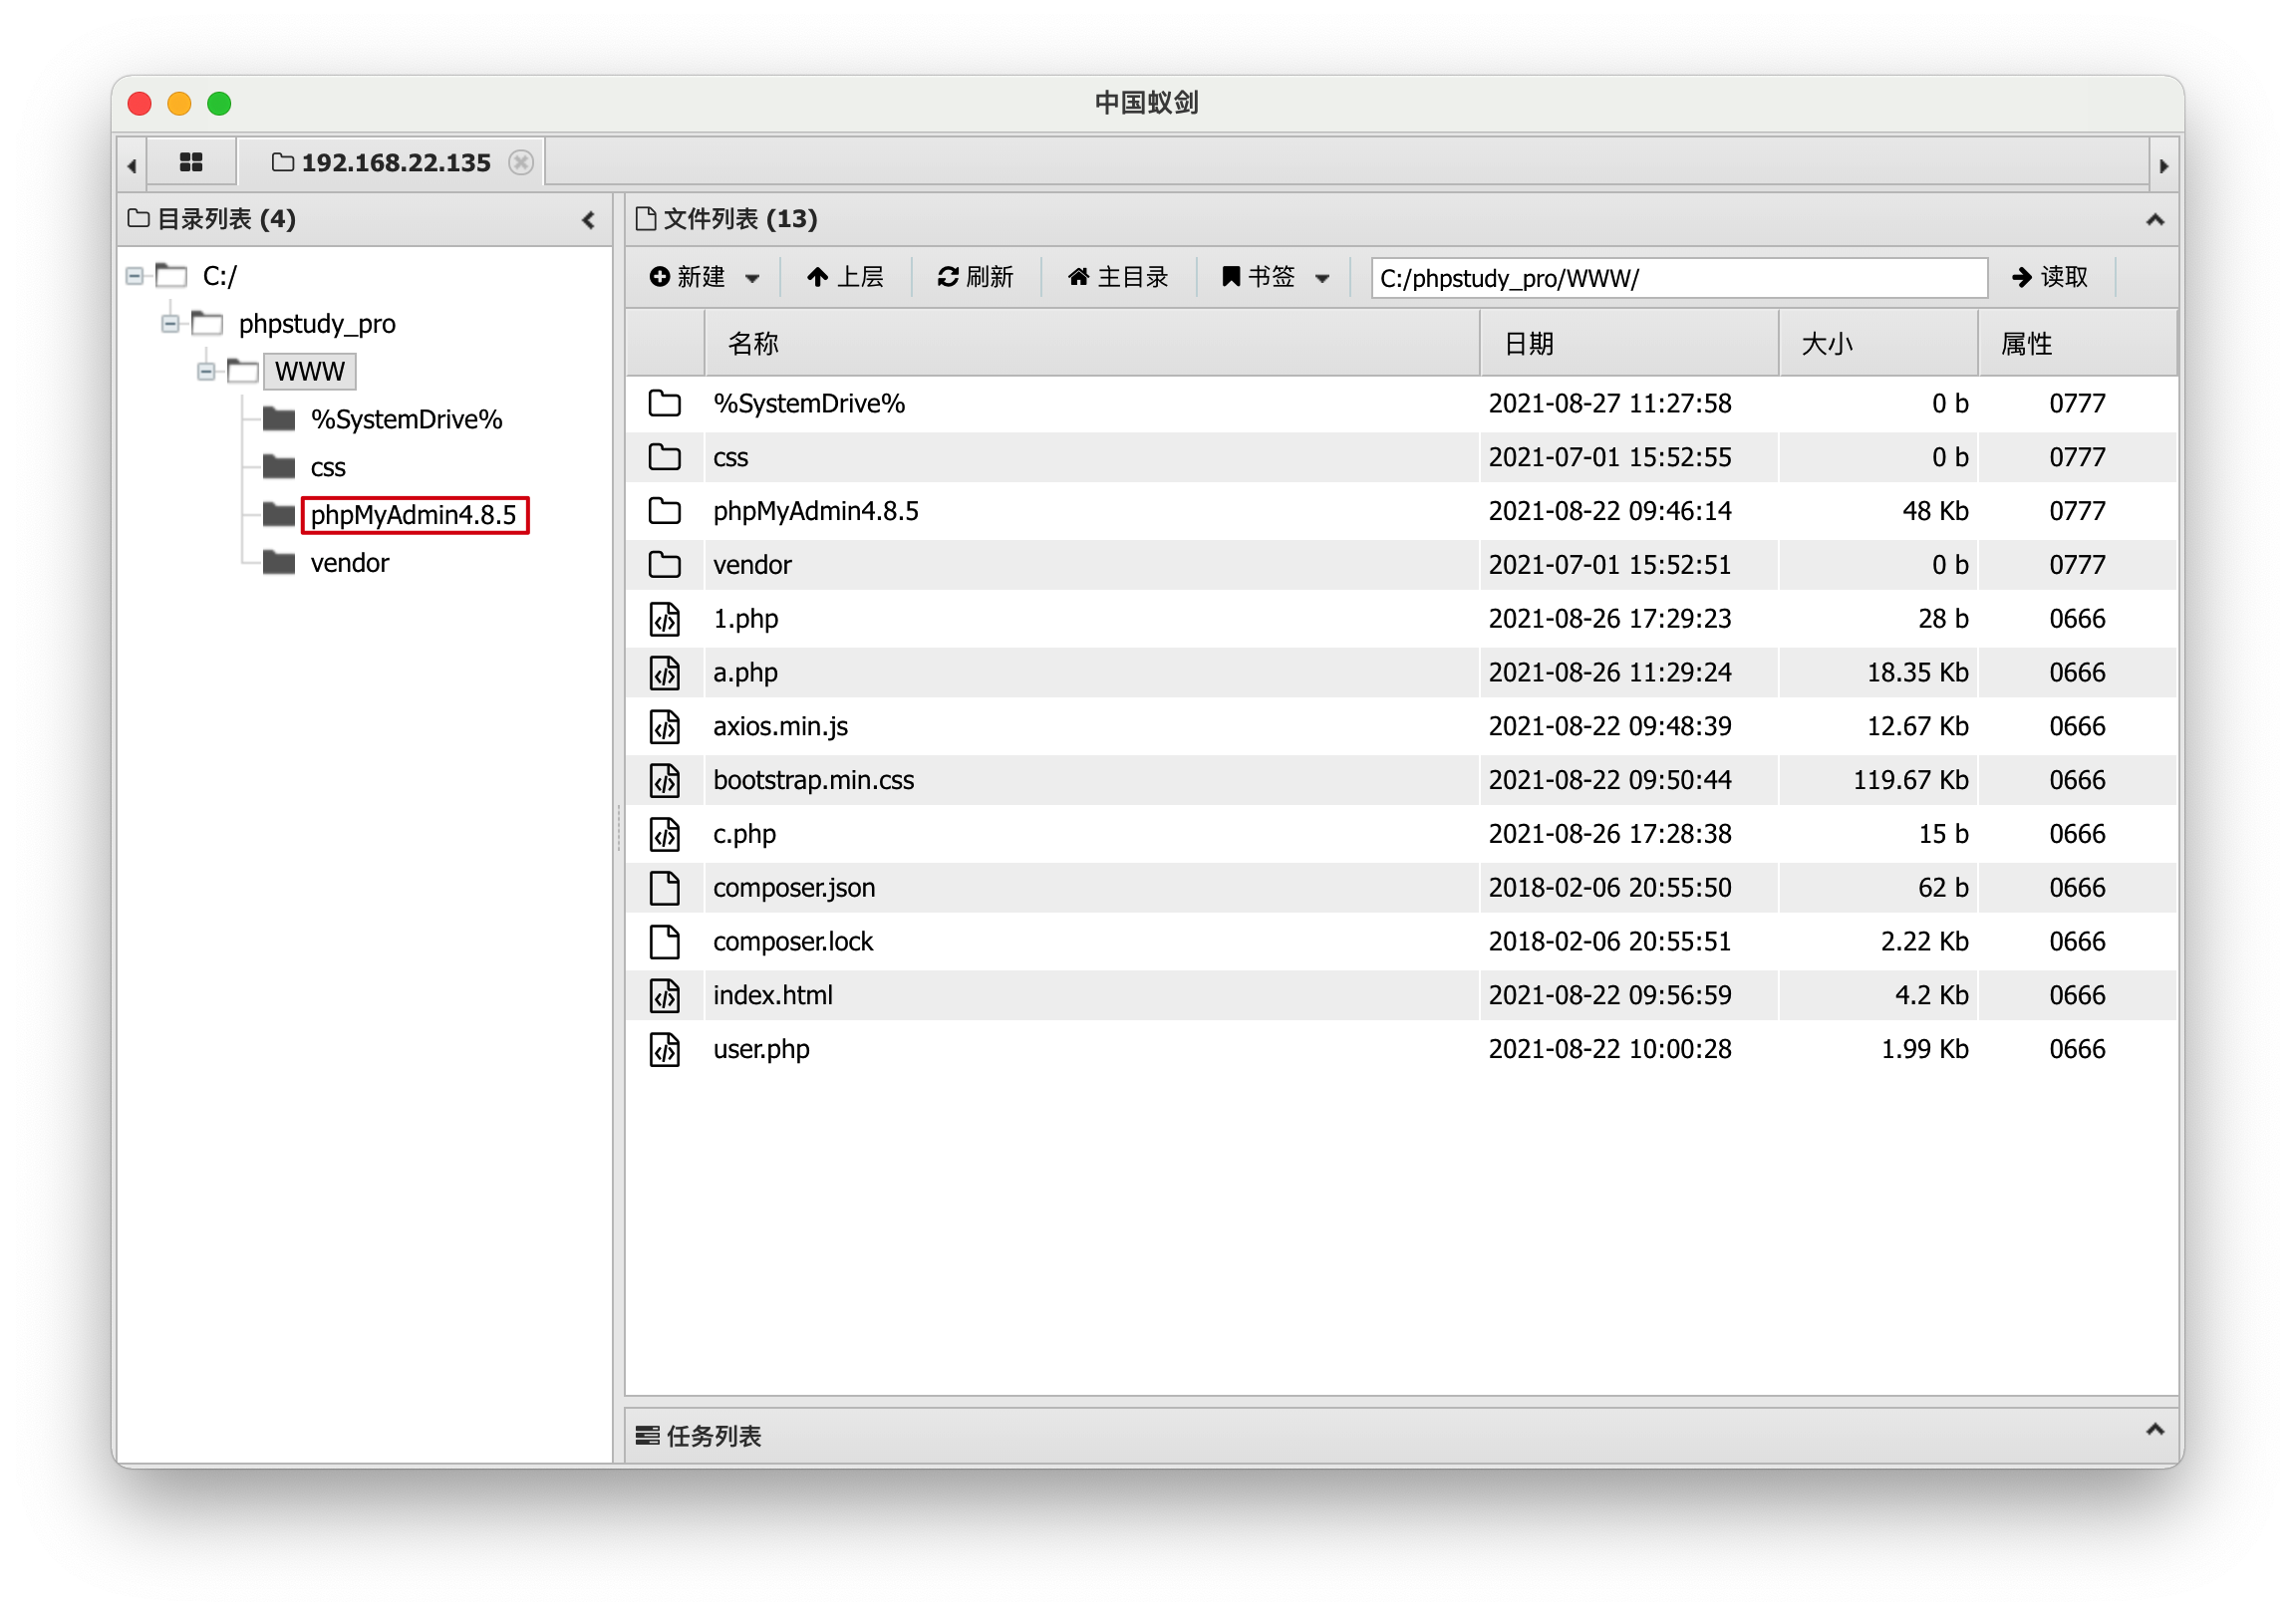 中国蚁剑
192.168.22.135
目录列表 (4)
C:/
phpstudy_pro
WWW
%SystemDrive%
css
phpMyAdmin4.8.5
vendor
文件列表 (13)
新建 上层 刷新 主目录 书签 C:/phpstudy_pro/WWW/ 读取
名称 日期 大小 属性
%SystemDrive% 2021-08-27 11:27:58 0 b 0777
css 2021-07-01 15:52:55 0 b 0777
phpMyAdmin4.8.5 2021-08-22 09:46:14 48 Kb 0777
vendor 2021-07-01 15:52:51 0 b 0777
1.php 2021-08-26 17:29:23 28 b 0666
a.php 2021-08-26 11:29:24 18.35 Kb 0666
axios.min.js 2021-08-22 09:48:39 12.67 Kb 0666
bootstrap.min.css 2021-08-22 09:50:44 119.67 Kb 0666
c.php 2021-08-26 17:28:38 15 b 0666
composer.json 2018-02-06 20:55:50 62 b 0666
composer.lock 2018-02-06 20:55:51 2.22 Kb 0666
index.html 2021-08-22 09:56:59 4.2 Kb 0666
user.php 2021-08-22 10:00:28 1.99 Kb 0666
任务列表